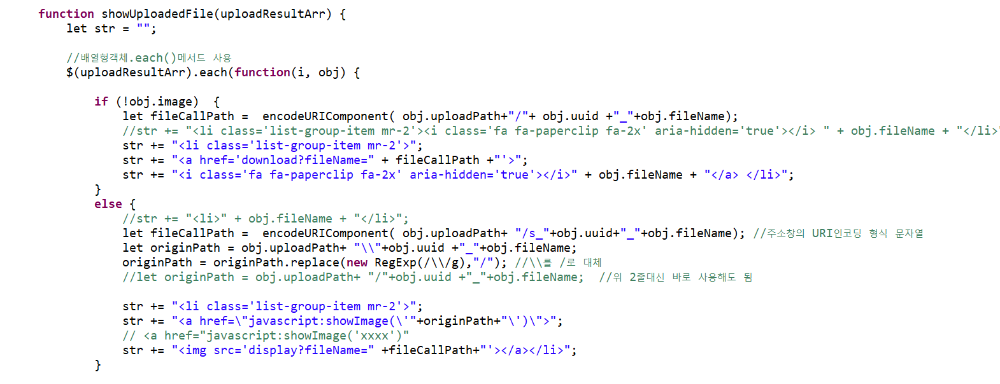 function showUploadedFile(uploadResultArr) {
let str = "";
//배열형객체.each()메서드 사용
$(uploadResultArr).each(function(i, obj) {
if (!obj.image)  {
let fileCallPath =  encodeURIComponent( obj.uploadPath+"/"+ obj.uuid +"_"+obj.fileName);
//str += "<li class='list-group-item mr-2'><i class='fa fa-paperclip fa-2x' aria-hidden='true'></i> " + obj.fileName + "</li>"
str += "<li class='list-group-item mr-2'>";
str += "<a href='download?fileName=" + fileCallPath +"'>";
str += "<i class='fa fa-paperclip fa-2x' aria-hidden='true'></i>" + obj.fileName + "</a> </li>";
}
else {
//str += "<li>" + obj.fileName + "</li>";
let fileCallPath =  encodeURIComponent( obj.uploadPath+ "/s_"+obj.uuid+"_"+obj.fileName); //주소창의 URI인코딩 형식 문자열
let originPath = obj.uploadPath+ "\\"+obj.uuid +"_"+obj.fileName;
originPath = originPath.replace(new RegExp(/\\/g),"/"); //\\를 /로 대체
//let originPath = obj.uploadPath+ "/"+obj.uuid +"_"+obj.fileName;  //위 2줄대신 바로 사용해도 됨
str += "<li class='list-group-item mr-2'>";
str += "<a href=\"javascript:showImage(\'"+originPath+"\')\">";
// <a href="javascript:showImage('xxxx')"
str += "<img src='display?fileName=" +fileCallPath+"'></a></li>";
}